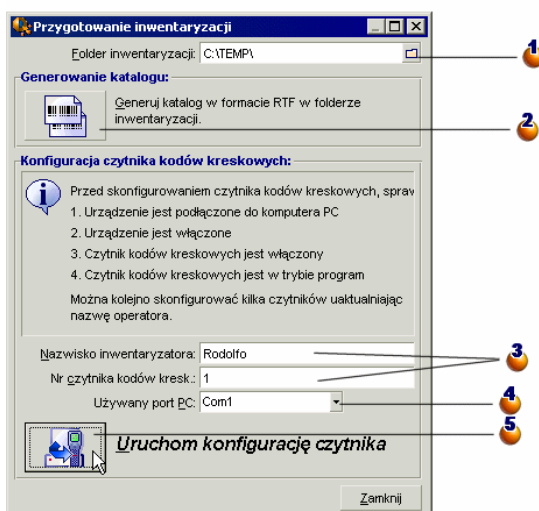 Przygotowanie inwentaryzacji
Folder inwentaryzacji: C:\TEMP\
1
Generowanie katalogu:
Generuj katalog w formacie RTF w folderze
inwentaryzacji.
2
Konfiguracja czytnika kodów kreskowych:
Przed skonfigurowaniem czytnika kodów kreskowych, spraw
1. Urządzenie jest podłączone do komputera PC
2. Urządzenie jest włączone
3. Czytnik kodów kreskowych jest włączony
4. Czytnik kodów kreskowych jest w trybie program
Można kolejno skonfigurować kilka czytników uaktualniając
nazwę operatora.
Nazwisko inwentaryzatora: Rodolfo
3
Nr czytnika kodów kresk.: 1
Używany port PC: Com1
4
Uruchom konfigurację czytnika
5
Zamknij